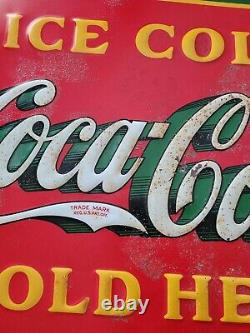 ICE COL
Coca-Co
TRADE MARK
REG. U.S. PAT. OFF.
OLD HE